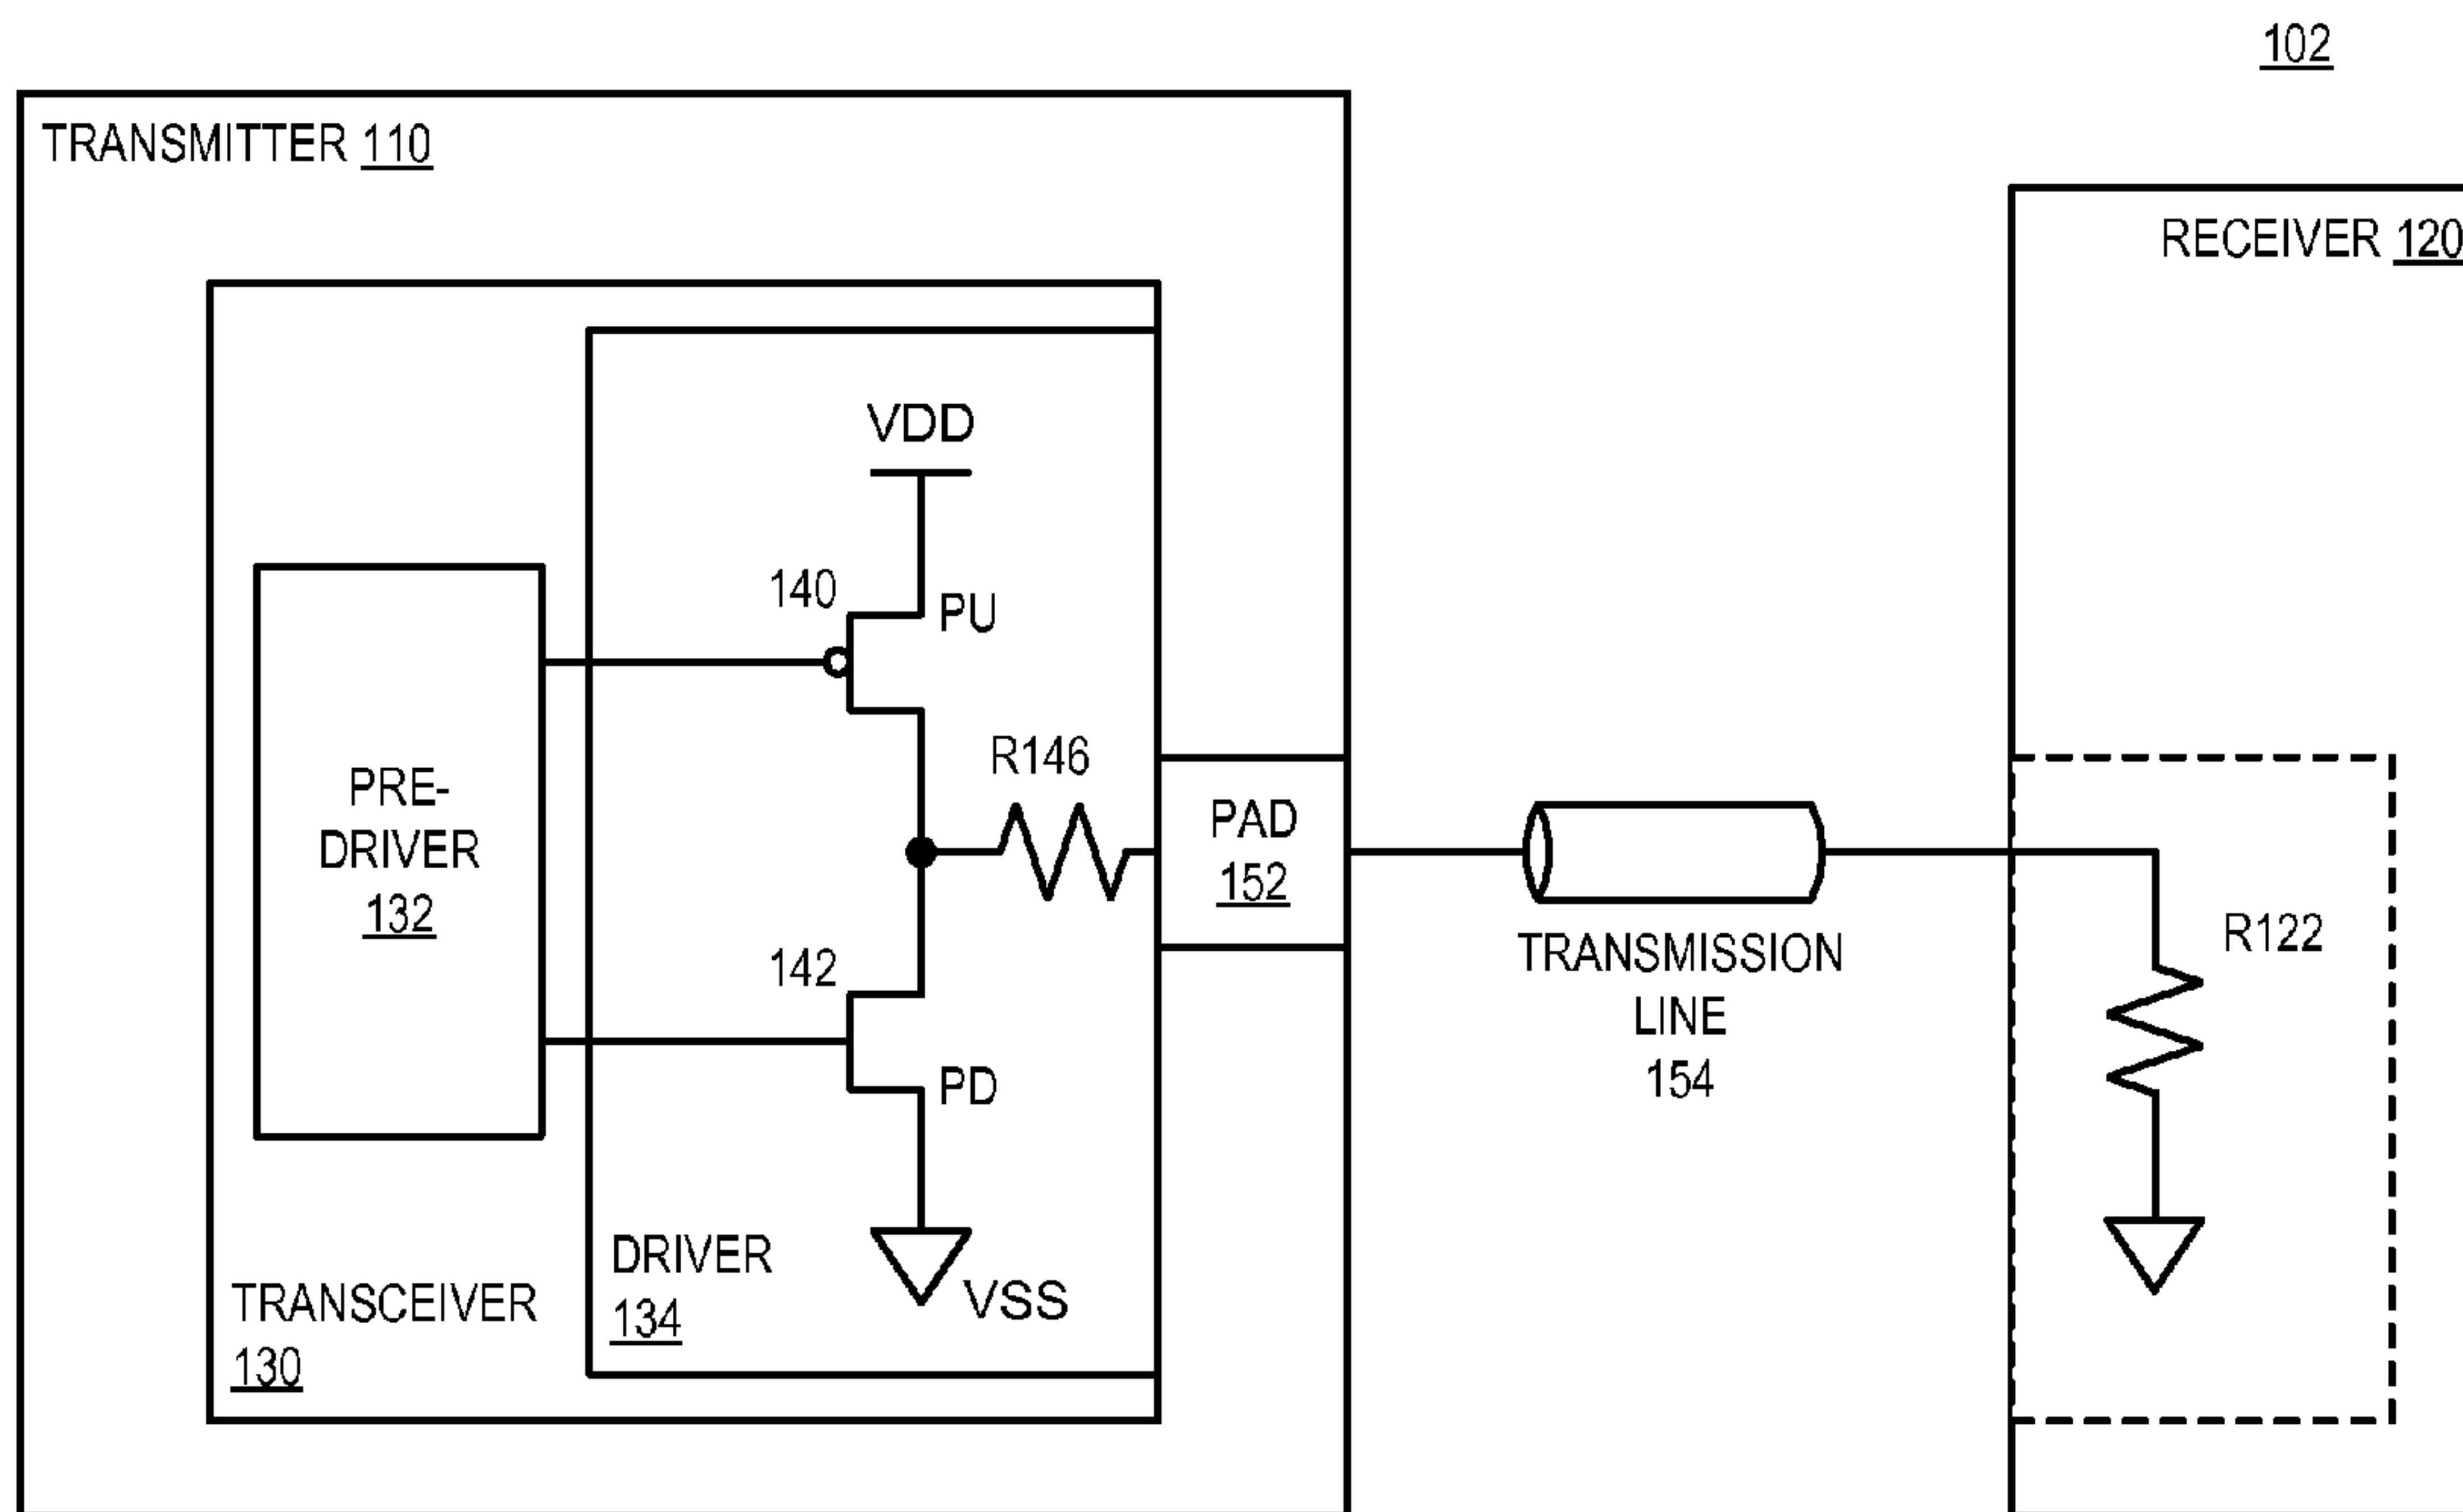 102
TRANSMITTER 110
RECEIVER 120
VDD
140
PU
R146
PRE-
DRIVER
132
PAD
152
R122
142
TRANSMISSION
LINE
154
PD
DRIVER
134
VSS
TRANSCEIVER
130